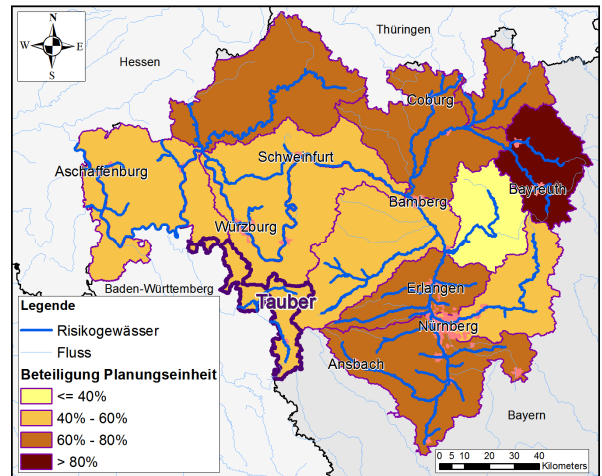 N
W E
S
Thüringen
Hessen
Coburg
Aschaffenburg
Schweinfurt
Bayreuth
Bamberg
Würzburg
Baden-Württemberg
Erlangen
Tauber
Nürnberg
Ansbach
Bayern
Legende
Risikogewässer
Fluss
Beteiligung Planungseinheit
<= 40%
40% - 60%
60% - 80%
> 80%
0 5 10 20 30 40
Kilometers